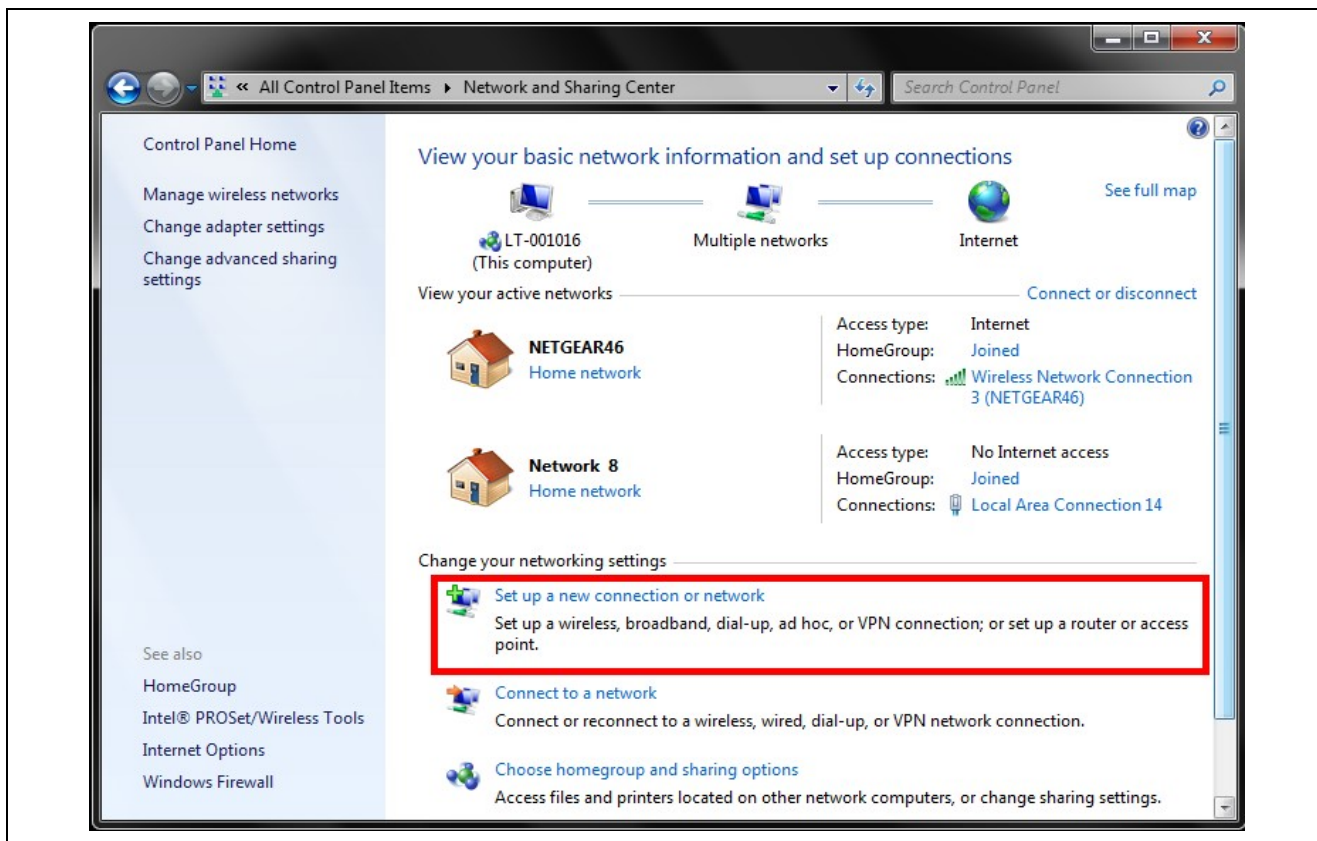 « All Control Panel Items ▸ Network and Sharing Center
Search Control Panel
Control Panel Home
Manage wireless networks
Change adapter settings
Change advanced sharing
settings
See also
HomeGroup
Intel® PROSet/Wireless Tools
Internet Options
Windows Firewall
View your basic network information and set up connections
See full map
LT-001016
(This computer)
Multiple networks
Internet
View your active networks
Connect or disconnect
NETGEAR46
Home network
Access type: Internet
HomeGroup: Joined
Connections: Wireless Network Connection
3 (NETGEAR46)
Network 8
Home network
Access type: No Internet access
HomeGroup: Joined
Connections: Local Area Connection 14
Change your networking settings
Set up a new connection or network
Set up a wireless, broadband, dial-up, ad hoc, or VPN connection; or set up a router or access
point.
Connect to a network
Connect or reconnect to a wireless, wired, dial-up, or VPN network connection.
Choose homegroup and sharing options
Access files and printers located on other network computers, or change sharing settings.